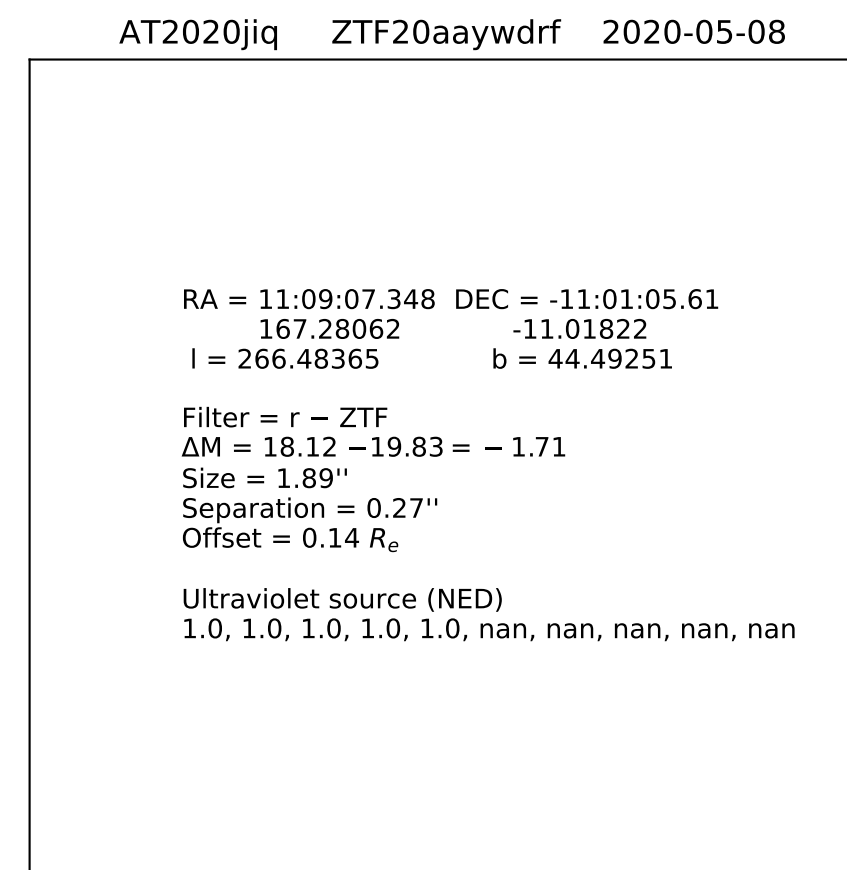 AT2020jiq ZTF20aaywdrf 2020-05-08
RA = 11:09:07.348 DEC = -11:01:05.61
167.28062 -11.01822
l = 266.48365 b = 44.49251
Filter = r − ZTF
ΔM = 18.12 −19.83 = − 1.71
Size = 1.89''
Separation = 0.27''
Offset = 0.14 Re
Ultraviolet source (NED)
1.0, 1.0, 1.0, 1.0, 1.0, nan, nan, nan, nan, nan